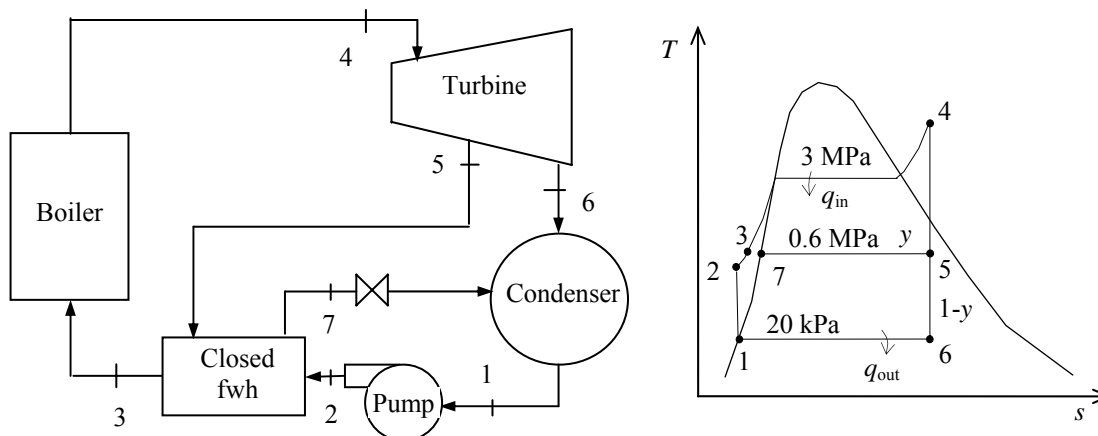 4
Turbine
5
6
Boiler
Condenser
7
Closed
fwh
3
2
Pump
1
T
4
3 MPa
q_in
3
2
0.6 MPa
y
7
5
20 kPa
1-y
1
q_out
6
s